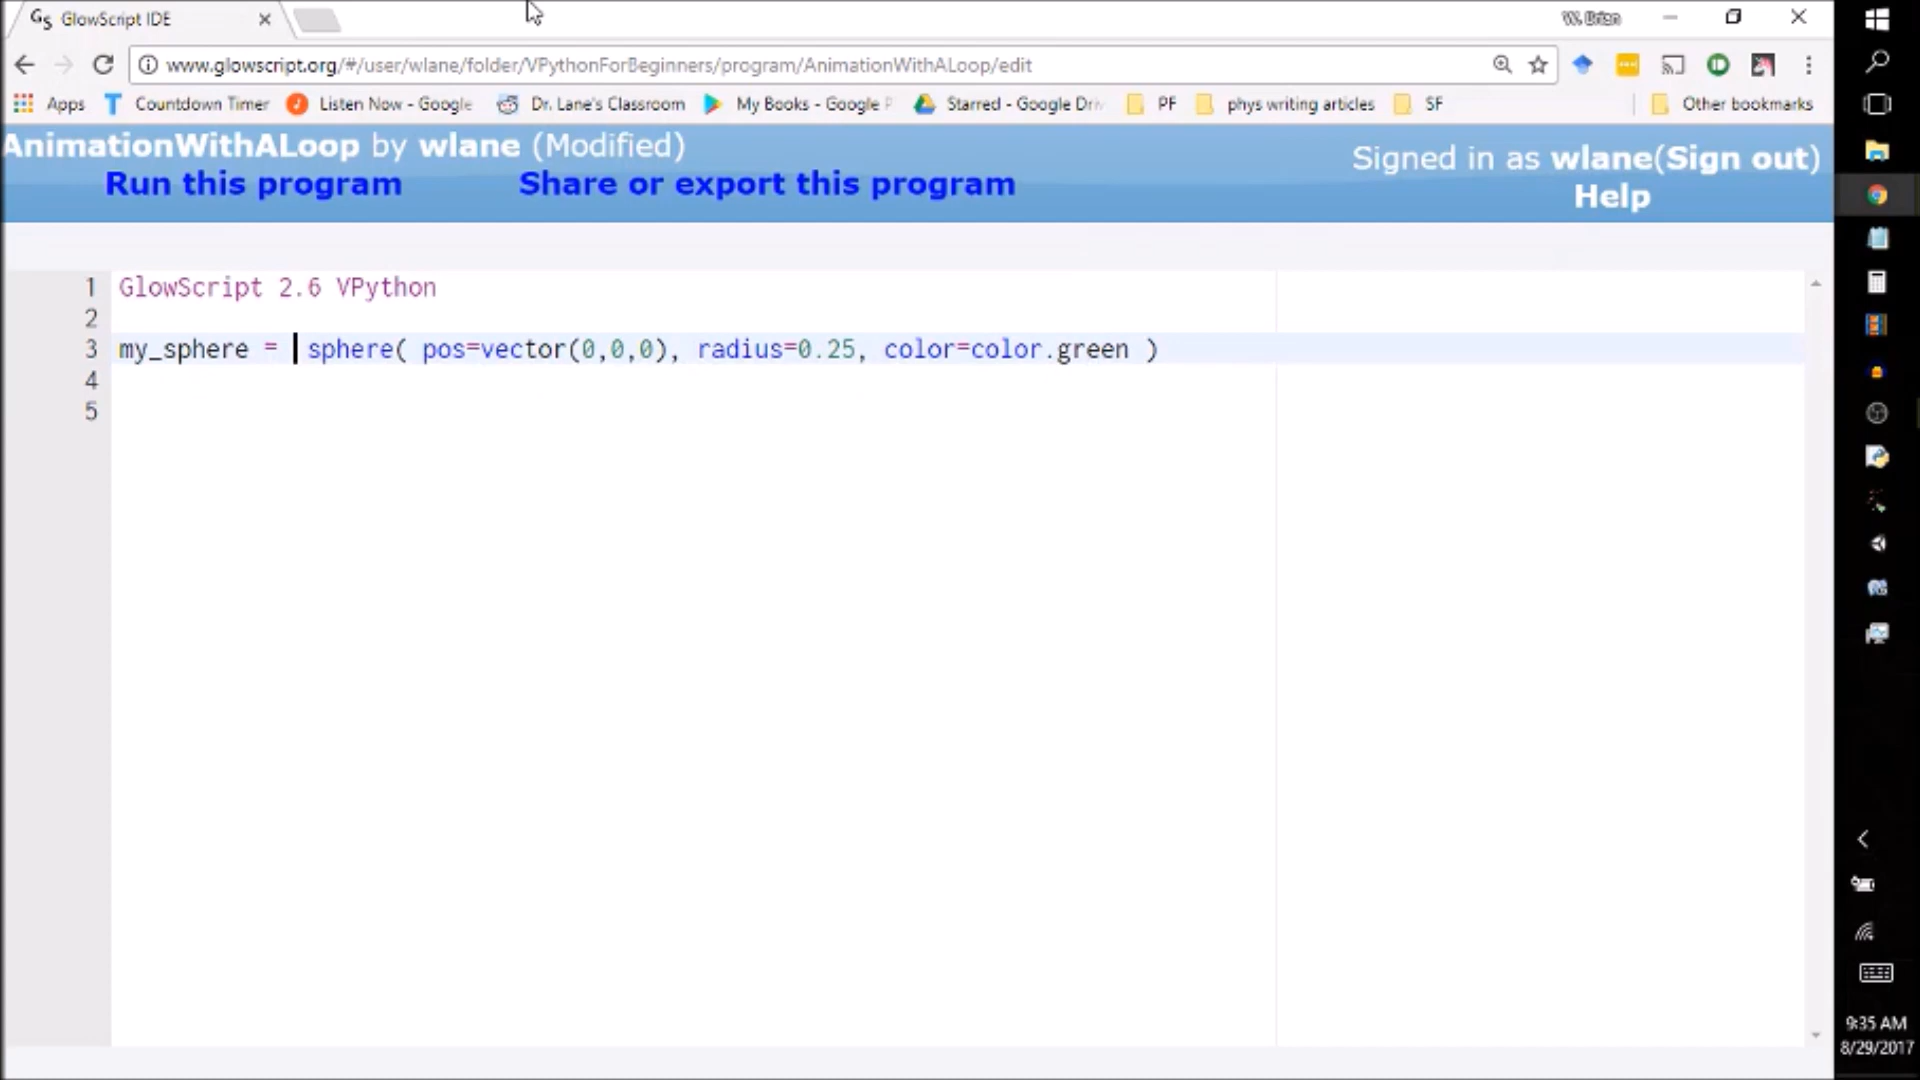 GlowScript IDE
W. Brian
www.glowscript.org/#/user/wlane/folder/VPythonForBeginners/program/AnimationWithALoop/edit
Apps Countdown Timer Listen Now - Google Dr. Lane's Classroom My Books - Google P Starred - Google Driv PF phys writing articles SF Other bookmarks
AnimationWithALoop by wlane (Modified)
Signed in as wlane(Sign out)
Run this program Share or export this program
Help
1 GlowScript 2.6 VPython
2
3 my_sphere = sphere( pos=vector(0,0,0), radius=0.25, color=color.green )
4
5
9:35 AM
8/29/2017